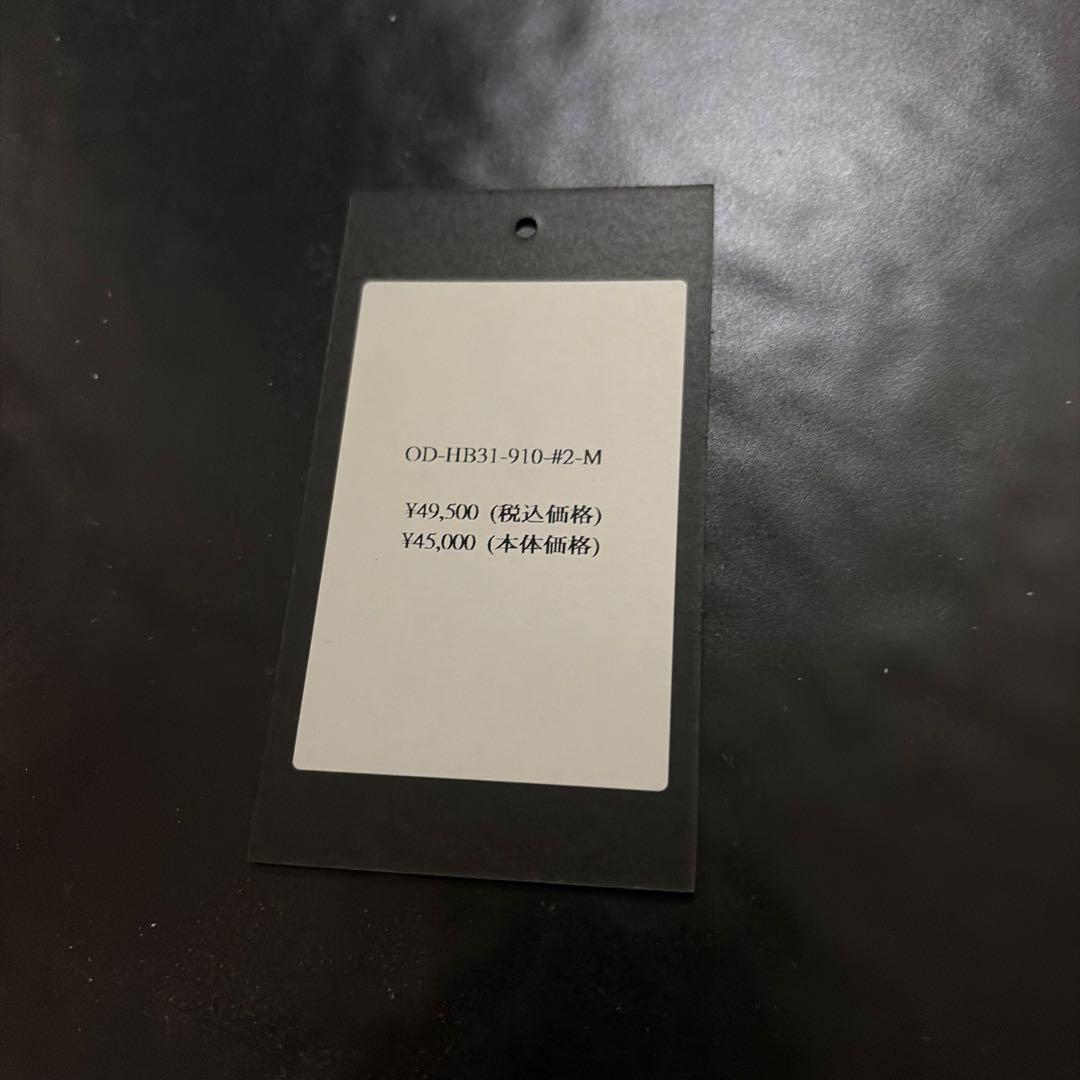 OD-HB31-910-#2-M
¥49,500 (税込価格)
¥45,000 (本体価格)